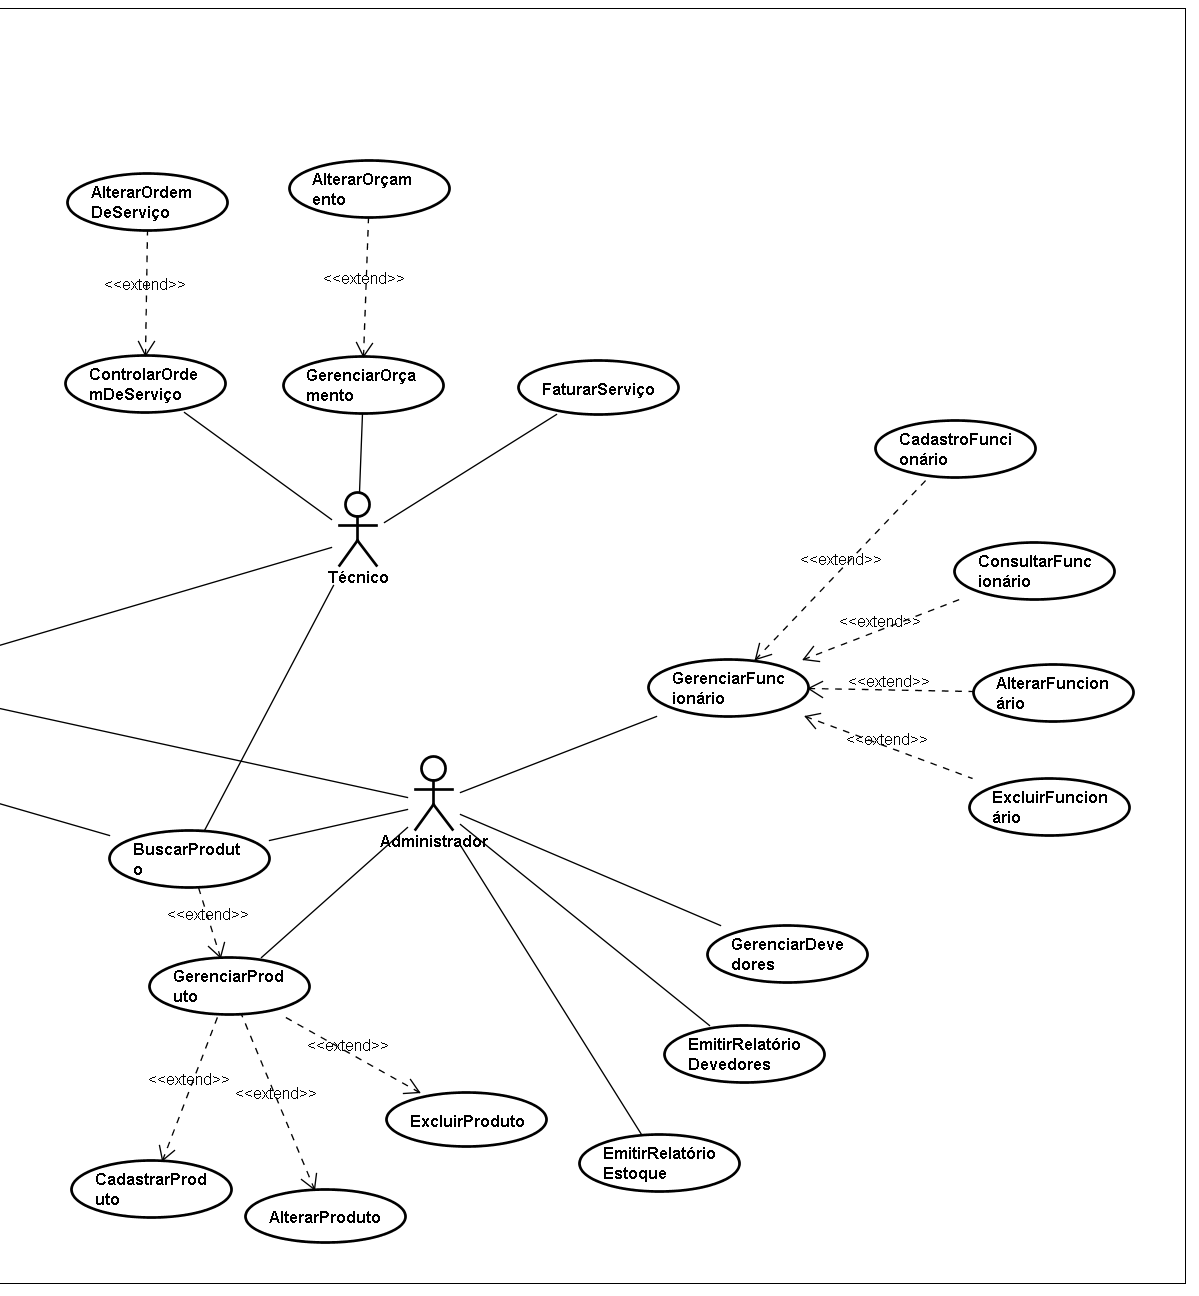 AlterarOrdem
DeServiço
AlterarOrçam
ento
<<extend>>
<<extend>>
ControlarOrde
mDeServiço
GerenciarOrça
mento
FaturarServiço
CadastroFunci
onário
<<extend>>
ConsultarFunc
ionário
Técnico
<<extend>>
GerenciarFunc
ionário
<<extend>>
AlterarFuncion
ário
<<extend>>
ExcluirFuncion
ário
Administrador
BuscarProdut
o
<<extend>>
GerenciarDeve
dores
GerenciarProd
uto
EmitirRelatório
Devedores
<<extend>>
<<extend>>
<<extend>>
ExcluirProduto
EmitirRelatório
Estoque
CadastrarProd
uto
AlterarProduto